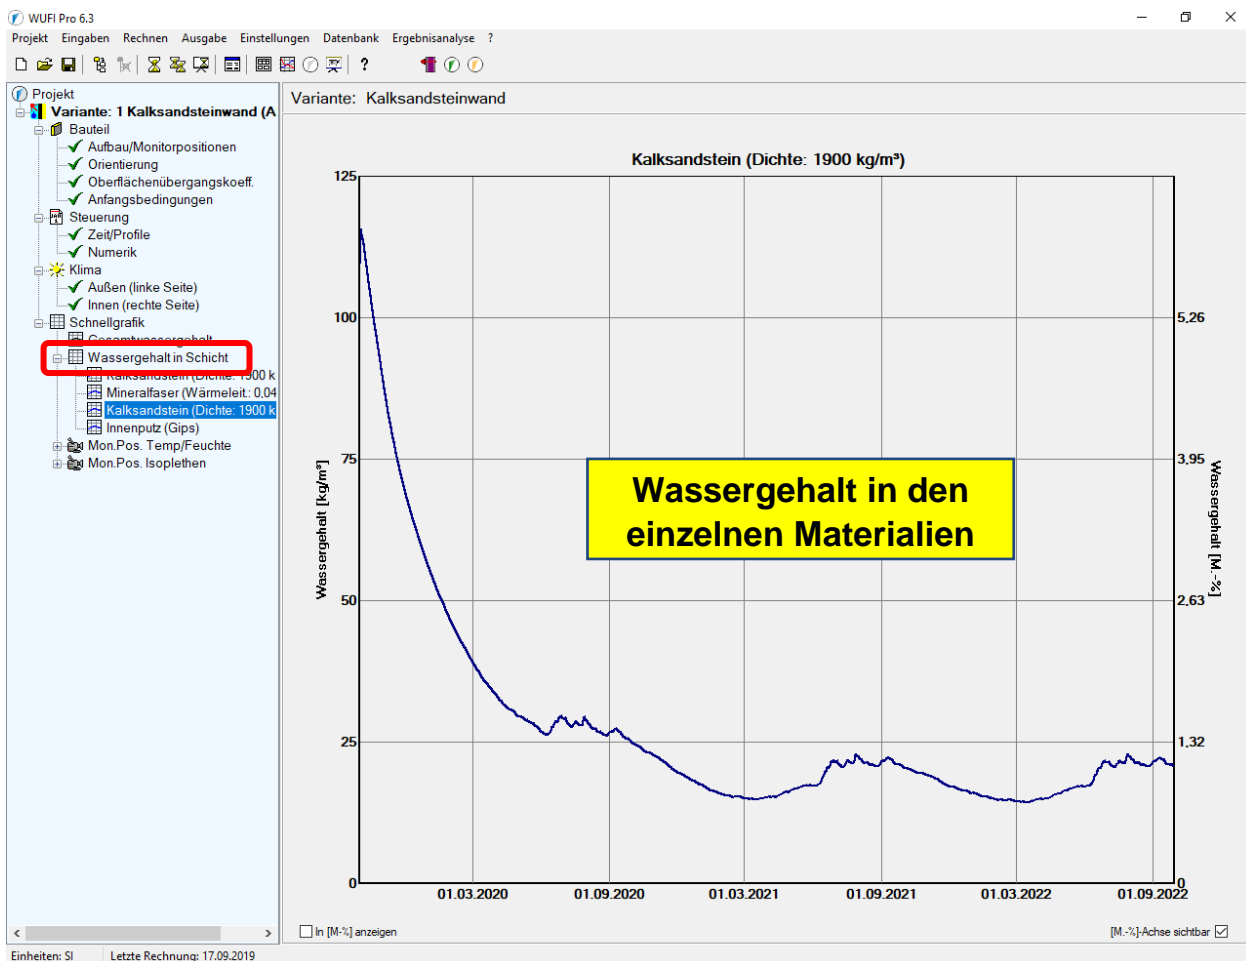 WUFI Pro 6.3
Projekt Eingaben Rechnen Ausgabe Einstellungen Datenbank Ergebnisanalyse ?
Projekt
Variante: 1 Kalksandsteinwand (A
Bauteil
Aufbau/Monitorpositionen
Orientierung
Oberflächenübergangskoeff.
Anfangsbedingungen
Steuerung
Zeit/Profile
Numerik
Klima
Außen (linke Seite)
Innen (rechte Seite)
Schnellgrafik
Gesamtwassergehalt
Wassergehalt in Schicht
Kalksandstein (Dichte: 1900 k
Mineralfaser (Wärmeleit.: 0,04
Kalksandstein (Dichte: 1900 k
Innenputz (Gips)
Mon.Pos. Temp/Feuchte
Mon.Pos. Isoplethen
Variante: Kalksandsteinwand
Kalksandstein (Dichte: 1900 kg/m³)
125
100
75
50
25
0
Wassergehalt [kg/m³]
5,26
3,95
2,63
1,32
0
Wassergehalt [M.-%]
Wassergehalt in den
einzelnen Materialien
01.03.2020 01.09.2020 01.03.2021 01.09.2021 01.03.2022 01.09.2022
In [M-%] anzeigen
[M.-%]-Achse sichtbar
Einheiten: SI Letzte Rechnung: 17.09.2019